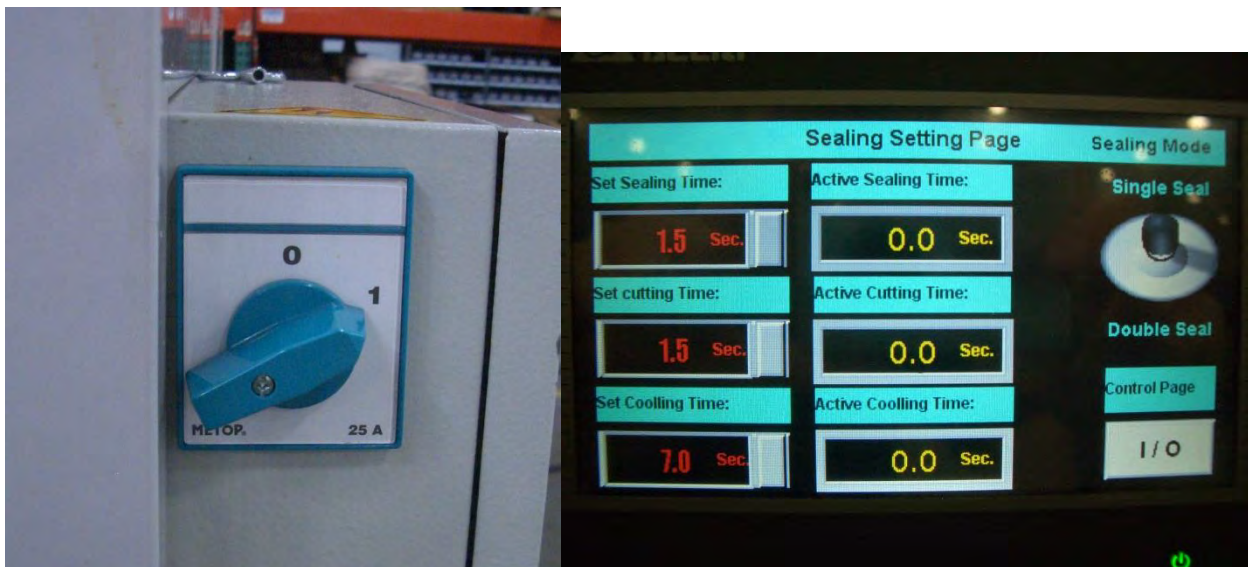 0
1
METOP®
25 A
Sealing Setting Page
Sealing Mode
Set Sealing Time:
Active Sealing Time:
Single Seal
1.5 Sec.
0.0 Sec.
Set cutting Time:
Active Cutting Time:
1.5 Sec.
0.0 Sec.
Double Seal
Set Coolling Time:
Active Coolling Time:
Control Page
7.0 Sec.
0.0 Sec.
I / O